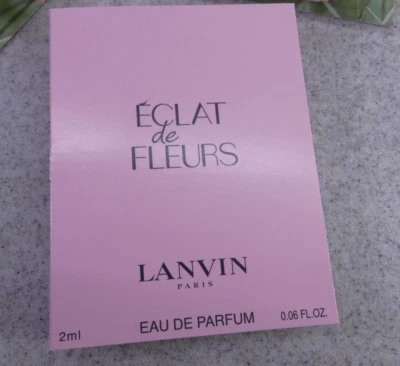 ÉCLAT
de
FLEURS
LANVIN
PARIS
2ml EAU DE PARFUM 0.06 FL.OZ.